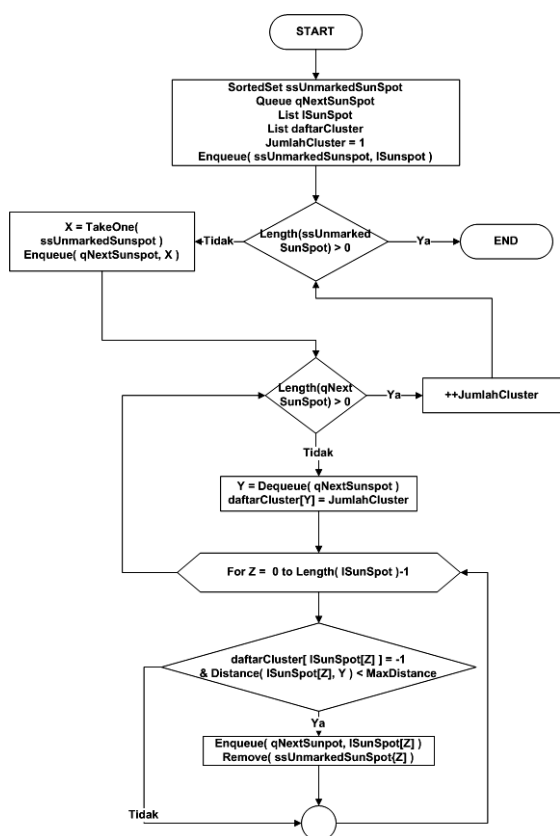 START
SortedSet ssUnmarkedSunSpot
Queue qNextSunSpot
List lSunSpot
List daftarCluster
JumlahCluster = 1
Enqueue( ssUnmarkedSunspot, lSunspot )
X = TakeOne(
ssUnmarkedSunspot )
Enqueue( qNextSunspot, X )
Tidak
Length(ssUnmarked
SunSpot) > 0
Ya
END
Length(qNext
SunSpot) > 0
Ya
++JumlahCluster
Tidak
Y = Dequeue( qNextSunspot )
daftarCluster[Y] = JumlahCluster
For Z = 0 to Length( lSunSpot )-1
daftarCluster[ lSunSpot[Z] ] = -1
& Distance( lSunSpot[Z], Y ) < MaxDistance
Ya
Enqueue( qNextSunpot, lSunSpot[Z] )
Remove( ssUnmarkedSunSpot{Z] )
Tidak